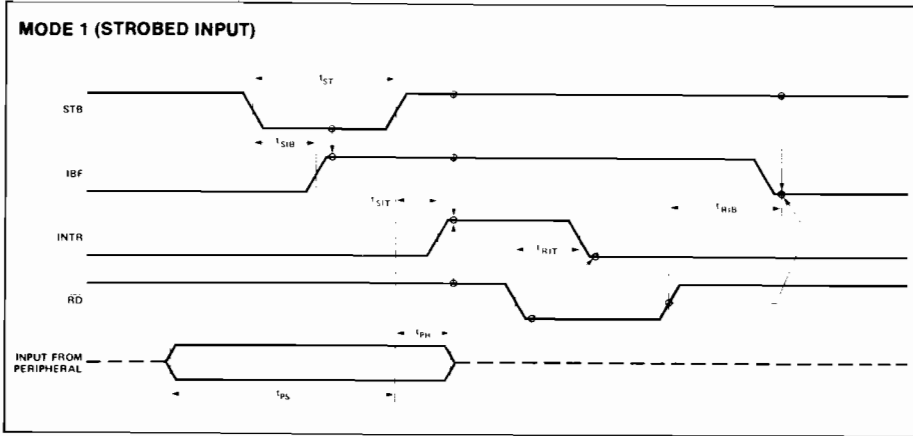 MODE 1 (STROBED INPUT)
tST
STB
tSIB
IBF
tSIT
tRIB
INTR
tRIT
RD
tPH
INPUT FROM
PERIPHERAL
tPS